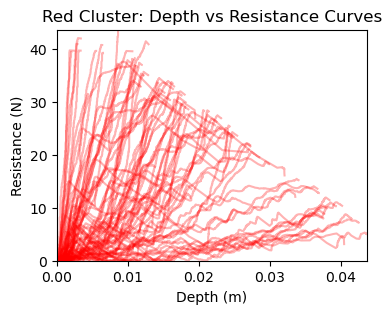 Red Cluster: Depth vs Resistance Curves
Resistance (N)
40
30
20
10
0
0.00 0.01 0.02 0.03 0.04
Depth (m)